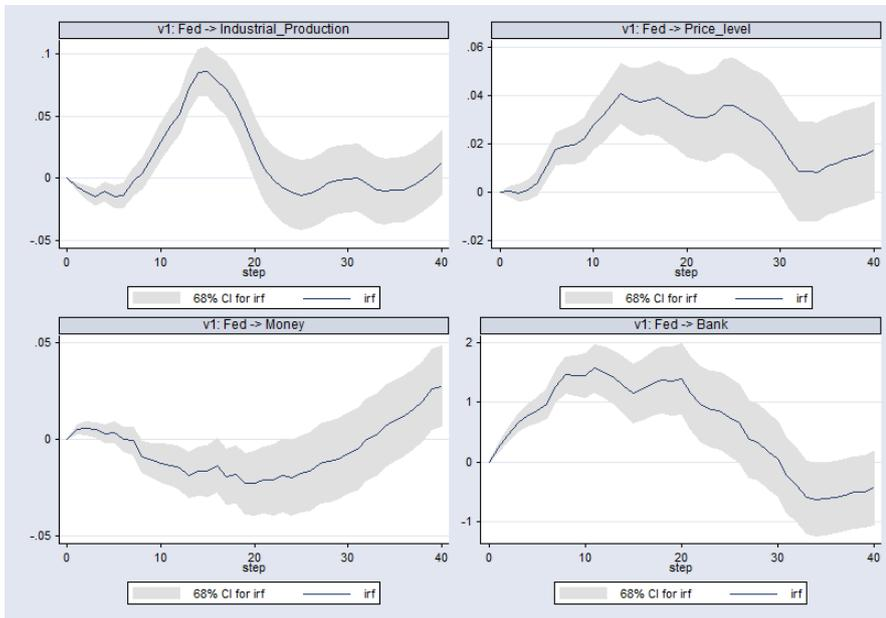 v1: Fed -> Industrial_Production
.1
.05
0
-.05
0 10 20 30 40
step
68% CI for irf irf
v1: Fed -> Price_level
.06
.04
.02
0
-.02
0 10 20 30 40
step
68% CI for irf irf
v1: Fed -> Money
.05
0
-.05
0 10 20 30 40
step
68% CI for irf irf
v1: Fed -> Bank
2
1
0
-1
0 10 20 30 40
step
68% CI for irf irf